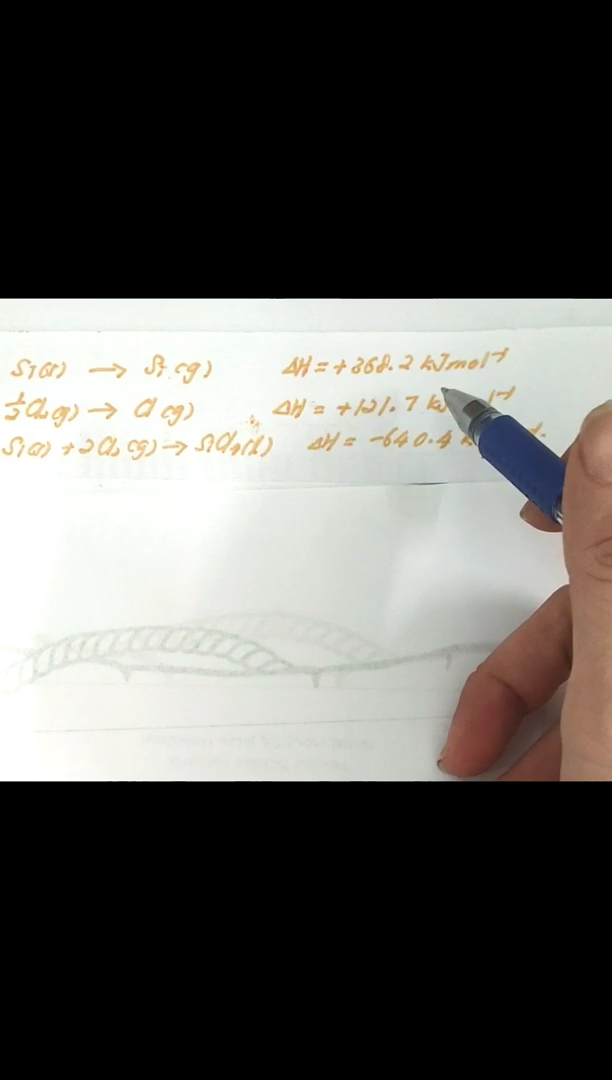 Si(s) → Si(g) ΔH = +368.2 kJmol⁻¹
½Cl₂(g) → Cl(g) ΔH = +121.7 kJ
Si(s) + 2Cl₂(g) → SiCl₄(l) ΔH = -640.4